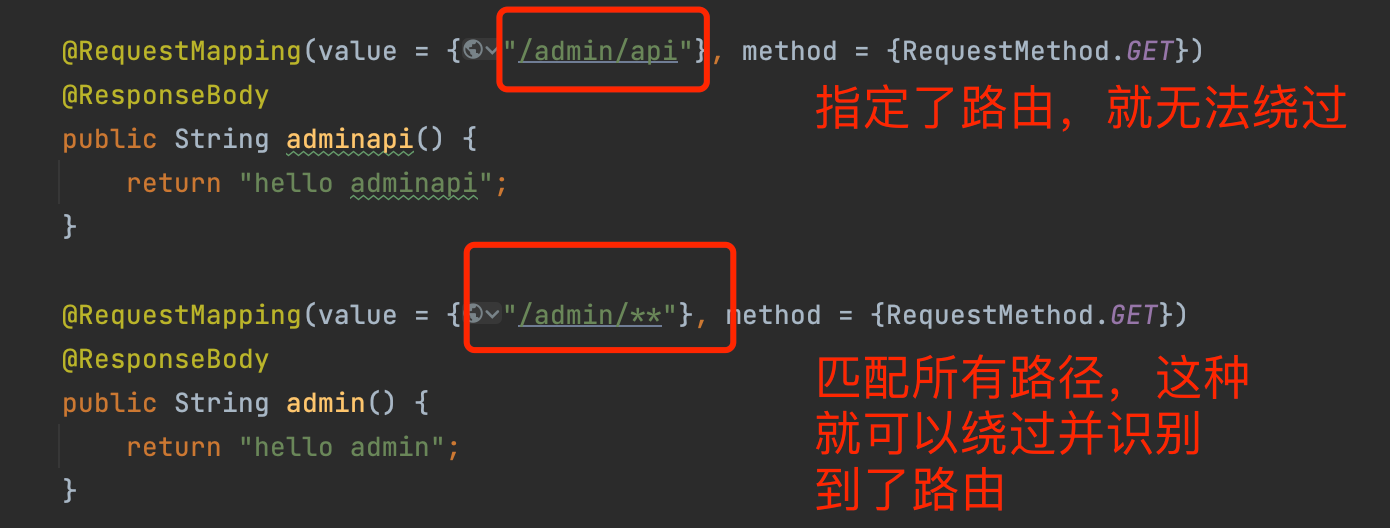 @RequestMapping(value = {"/admin/api"}, method = {RequestMethod.GET})
@ResponseBody
指定了路由，就无法绕过
public String adminapi() {
return "hello adminapi";
}
@RequestMapping(value = {"/admin/**"}, method = {RequestMethod.GET})
@ResponseBody
匹配所有路径，这种
public String admin() {
就可以绕过并识别
return "hello admin";
到了路由
}